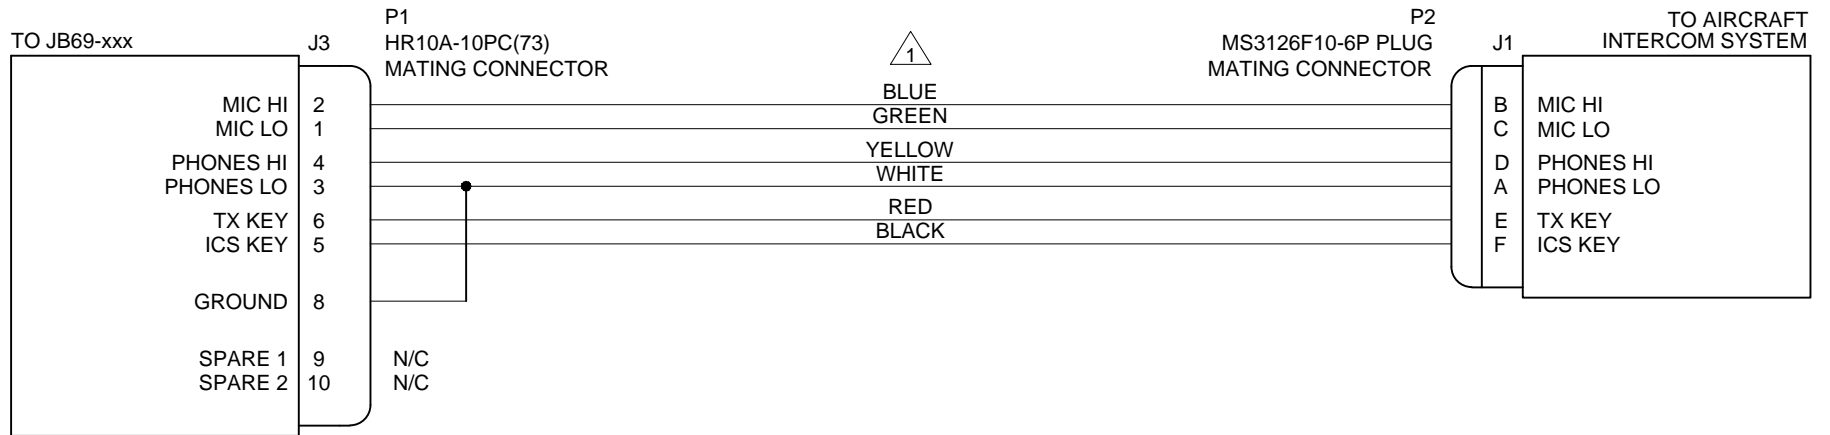 P1
P2
TO AIRCRAFT
TO JB69-xxx
J3
HR10A-10PC(73)
1
MS3126F10-6P PLUG
J1
INTERCOM SYSTEM
MATING CONNECTOR
MATING CONNECTOR
MIC HI 2 BLUE B MIC HI
MIC LO 1 GREEN C MIC LO
PHONES HI 4 YELLOW D PHONES HI
PHONES LO 3 WHITE A PHONES LO
TX KEY 6 RED E TX KEY
ICS KEY 5 BLACK F ICS KEY
GROUND 8
SPARE 1 9 N/C
SPARE 2 10 N/C